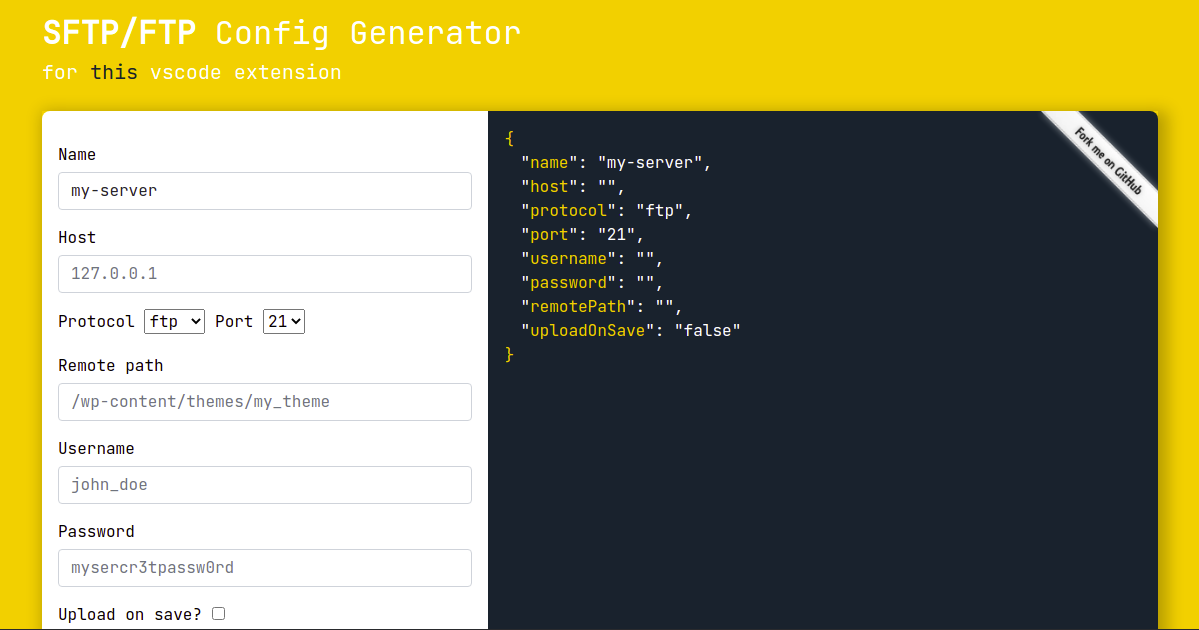 SFTP/FTP Config Generator
for this vscode extension
Name
my-server
Host
127.0.0.1
Protocol ftp Port 21
Remote path
/wp-content/themes/my_theme
Username
john_doe
Password
mysercr3tpassw0rd
Upload on save?
{
"name": "my-server",
"host": "",
"protocol": "ftp",
"port": "21",
"username": "",
"password": "",
"remotePath": "",
"uploadOnSave": "false"
}
Fork me on GitHub